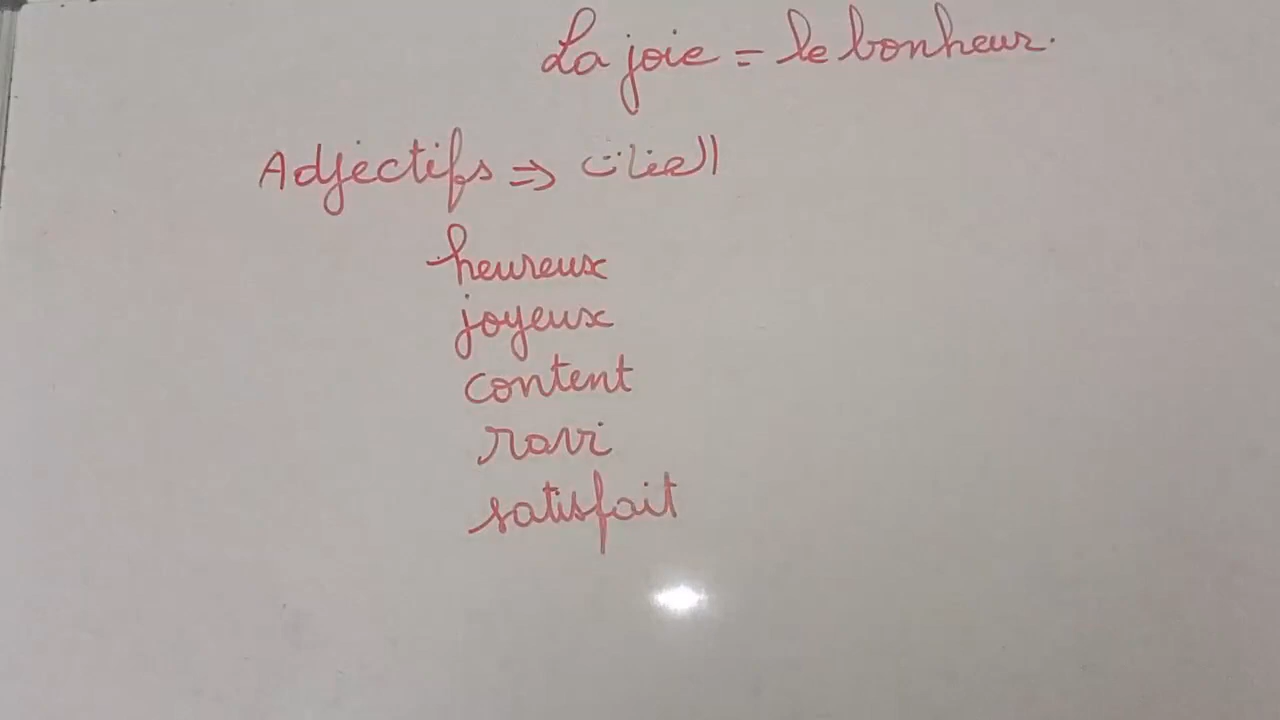 La joie = le bonheur.
Adjectifs => الصفات
heureux
joyeux
content
ravi
satisfait